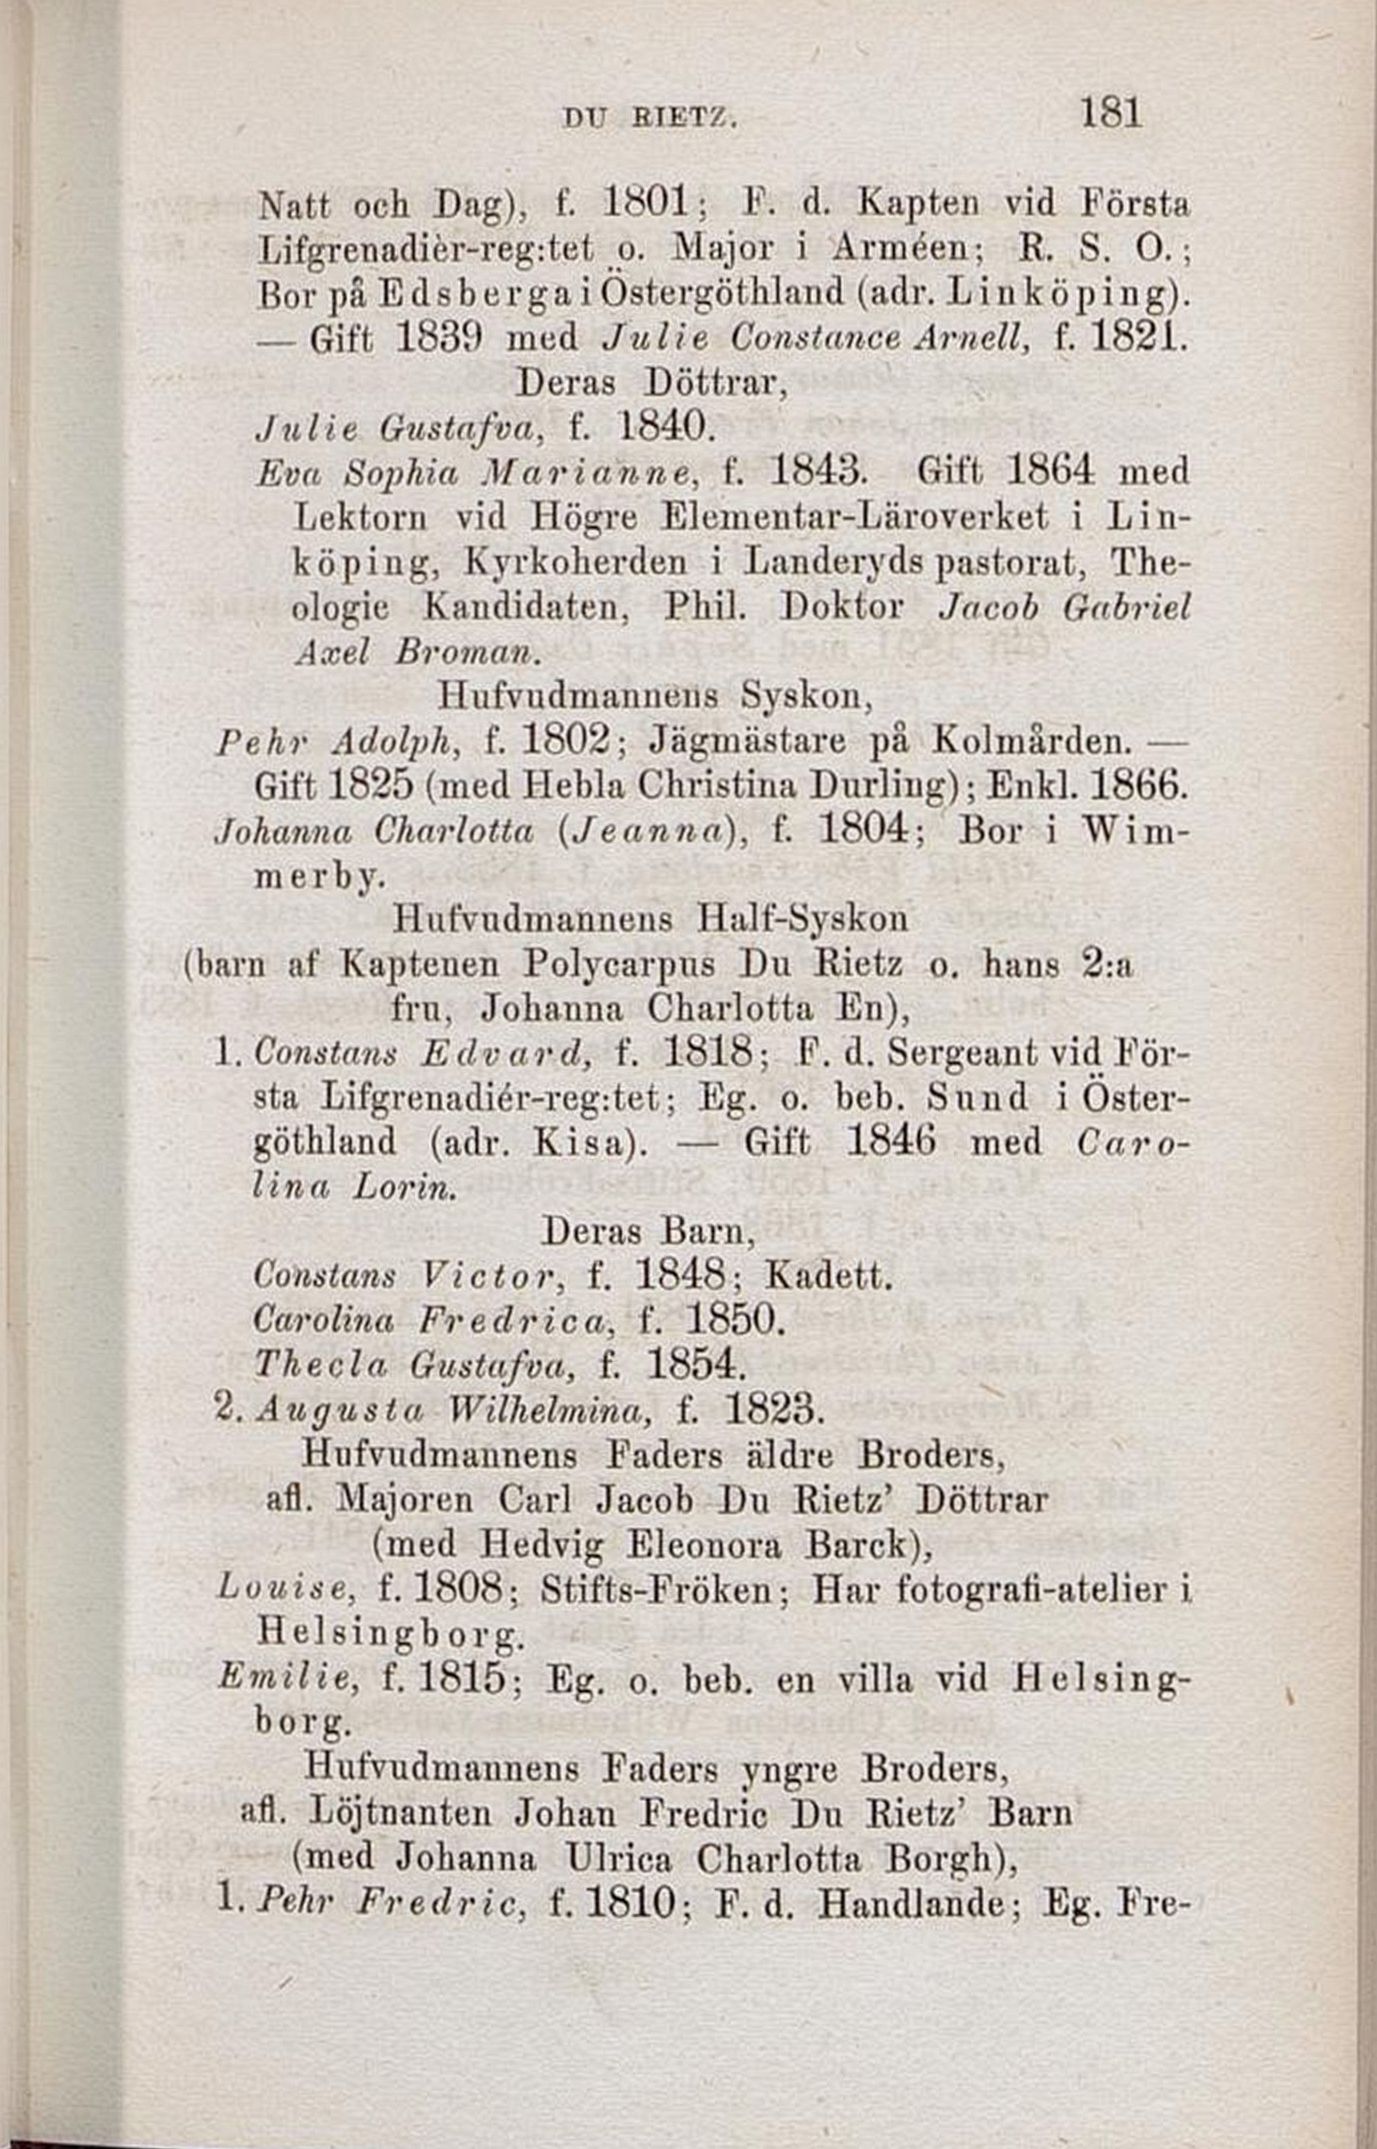 DU RIETZ. 181
Natt och Dag), f. 1801; F. d. Kapten vid Första
Lifgrenadièr-reg:tet o. Major i Arméen; R. S. O.;
Bor på Edsberga i Östergöthland (adr. Linköping).
— Gift 1839 med Julie Constance Arnell, f. 1821.
Deras Döttrar,
Julie Gustafva, f. 1840.
Eva Sophia Marianne, f. 1843. Gift 1864 med
Lektorn vid Högre Elementar-Läroverket i Lin-
köping, Kyrkoherden i Landeryds pastorat, The-
ologie Kandidaten, Phil. Doktor Jacob Gabriel
Axel Broman.
Hufvudmannens Syskon,
Pehr Adolph, f. 1802; Jägmästare på Kolmården. —
Gift 1825 (med Hebla Christina Durling); Enkl. 1866.
Johanna Charlotta (Jeanna), f. 1804; Bor i Wim-
merby.
Hufvudmannens Half-Syskon
(barn af Kaptenen Polycarpus Du Rietz o. hans 2:a
fru, Johanna Charlotta En),
1. Constans Edvard, f. 1818; F. d. Sergeant vid För-
sta Lifgrenadiér-reg:tet; Eg. o. beb. Sund i Öster-
göthland (adr. Kisa). — Gift 1846 med Caro-
lina Lorin.
Deras Barn,
Constans Victor, f. 1848; Kadett.
Carolina Fredrica, f. 1850.
Thecla Gustafva, f. 1854.
2. Augusta Wilhelmina, f. 1823.
Hufvudmannens Faders äldre Broders,
afl. Majoren Carl Jacob Du Rietz' Döttrar
(med Hedvig Eleonora Barck),
Louise, f. 1808; Stifts-Fröken; Har fotografi-atelier i
Helsingborg.
Emilie, f. 1815; Eg. o. beb. en villa vid Helsing-
borg.
Hufvudmannens Faders yngre Broders,
afl. Löjtnanten Johan Fredric Du Rietz' Barn
(med Johanna Ulrica Charlotta Borgh),
1. Pehr Fredric, f. 1810; F. d. Handlande; Eg. Fre-